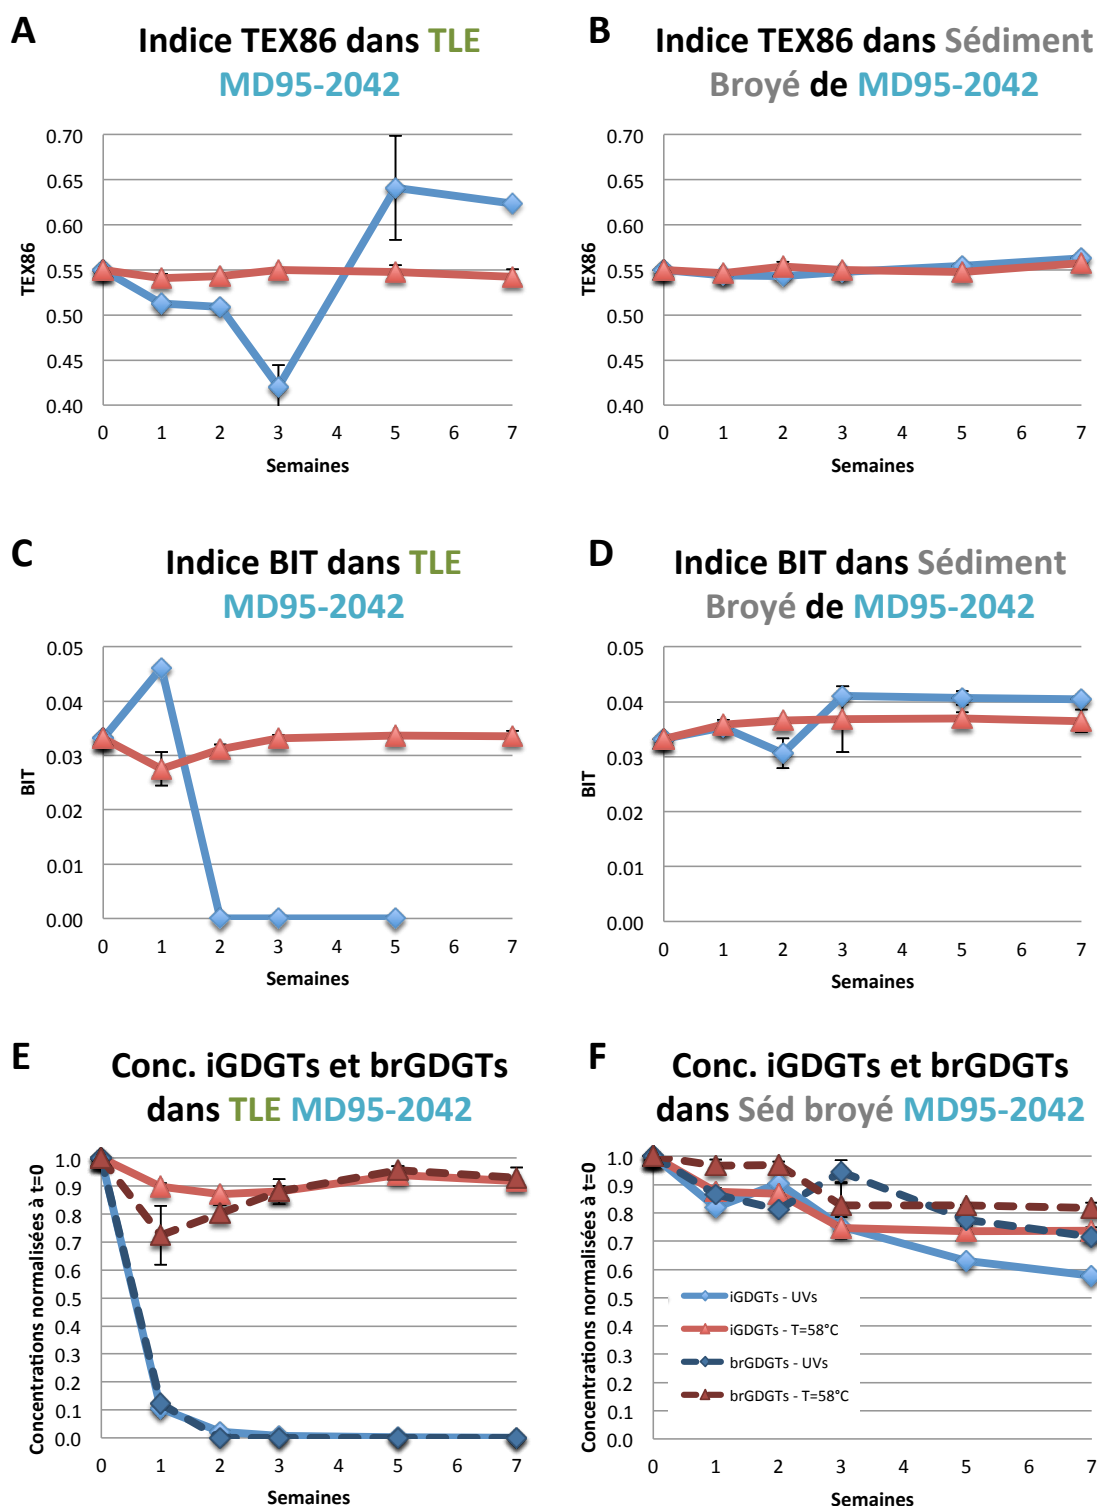 A
Indice TEX86 dans TLE
MD95-2042
TEX86
0.70
0.65
0.60
0.55
0.50
0.45
0.40
0 1 2 3 4 5 6 7
Semaines
B
Indice TEX86 dans Sédiment
Broyé de MD95-2042
TEX86
0.70
0.65
0.60
0.55
0.50
0.45
0.40
0 1 2 3 4 5 6 7
Semaines
C
Indice BIT dans TLE
MD95-2042
BIT
0.05
0.04
0.03
0.02
0.01
0.00
0 1 2 3 4 5 6 7
Semaines
D
Indice BIT dans Sédiment
Broyé de MD95-2042
BIT
0.05
0.04
0.03
0.02
0.01
0.00
0 1 2 3 4 5 6 7
Semaines
E
Conc. iGDGTs et brGDGTs
dans TLE MD95-2042
Concentrations normalisées à t=0
1.0
0.9
0.8
0.7
0.6
0.5
0.4
0.3
0.2
0.1
0.0
0 1 2 3 4 5 6 7
Semaines
F
Conc. iGDGTs et brGDGTs
dans Séd broyé MD95-2042
Concentrations normalisées à t=0
1.0
0.9
0.8
0.7
0.6
0.5
0.4
0.3
0.2
0.1
0.0
iGDGTs - UVs
iGDGTs - T=58°C
brGDGTs - UVs
brGDGTs - T=58°C
0 1 2 3 4 5 6 7
Semaines